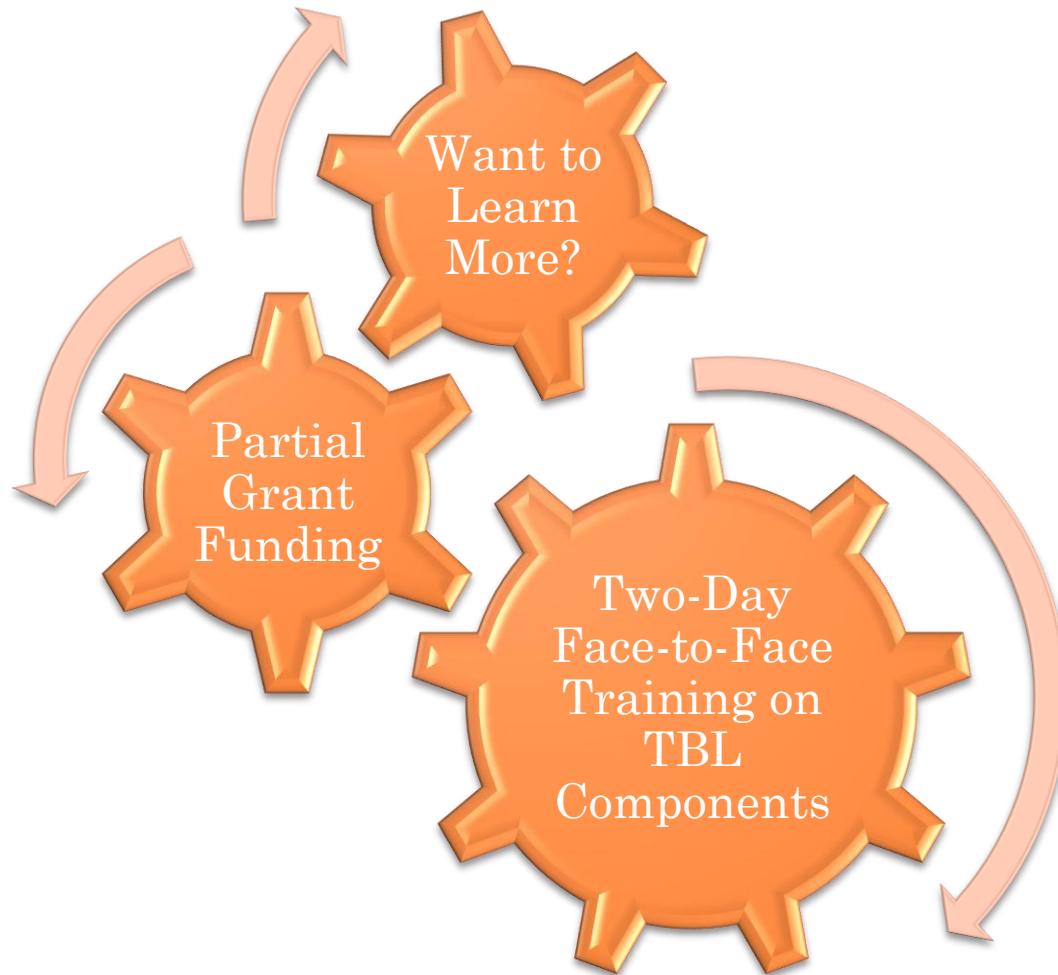 Want to
Learn
More?
Partial
Grant
Funding
Two-Day
Face-to-Face
Training on
TBL
Components